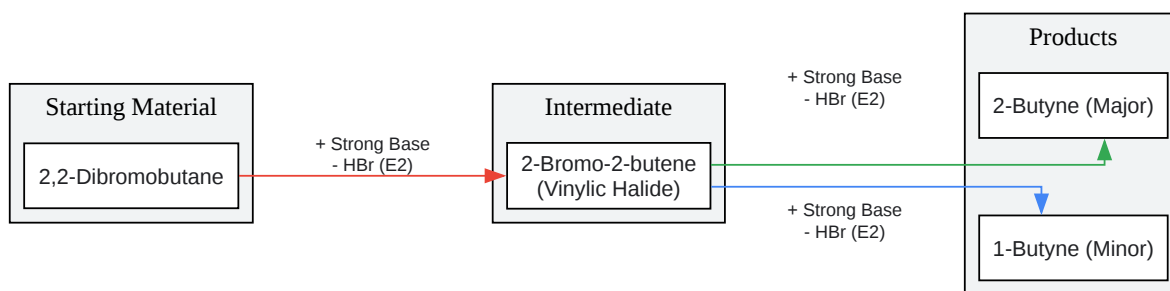 Starting Material
2,2-Dibromobutane
+ Strong Base
- HBr (E2)
Intermediate
2-Bromo-2-butene
(Vinylic Halide)
+ Strong Base
- HBr (E2)
+ Strong Base
- HBr (E2)
Products
2-Butyne (Major)
1-Butyne (Minor)